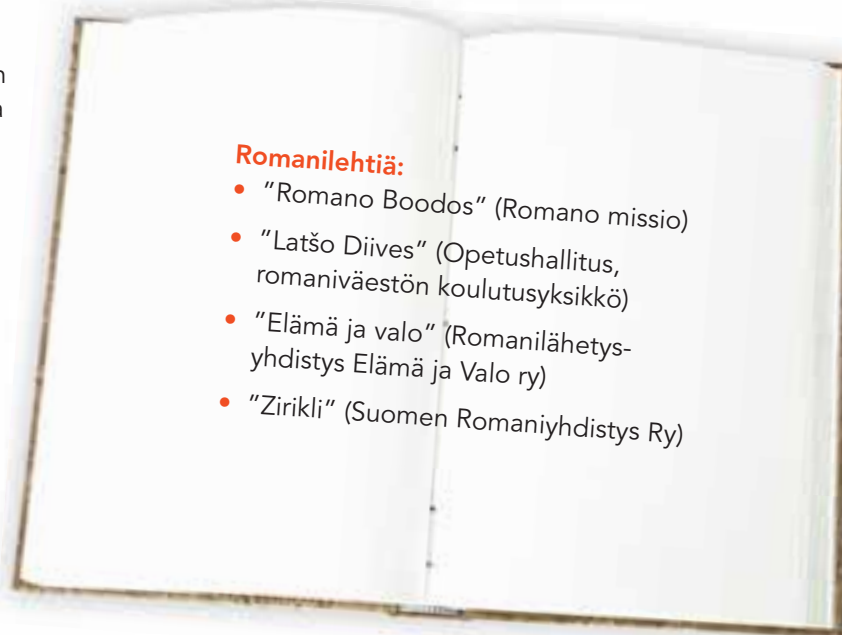 Romanilehtiä:
• ”Romano Boodos” (Romano missio)
• ”Latšo Diives” (Opetushallitus,
romaniväestön koulutusyksikkö)
• ”Elämä ja valo” (Romanilähetys-
yhdistys Elämä ja Valo ry)
• ”Zirikli” (Suomen Romaniyhdistys Ry)